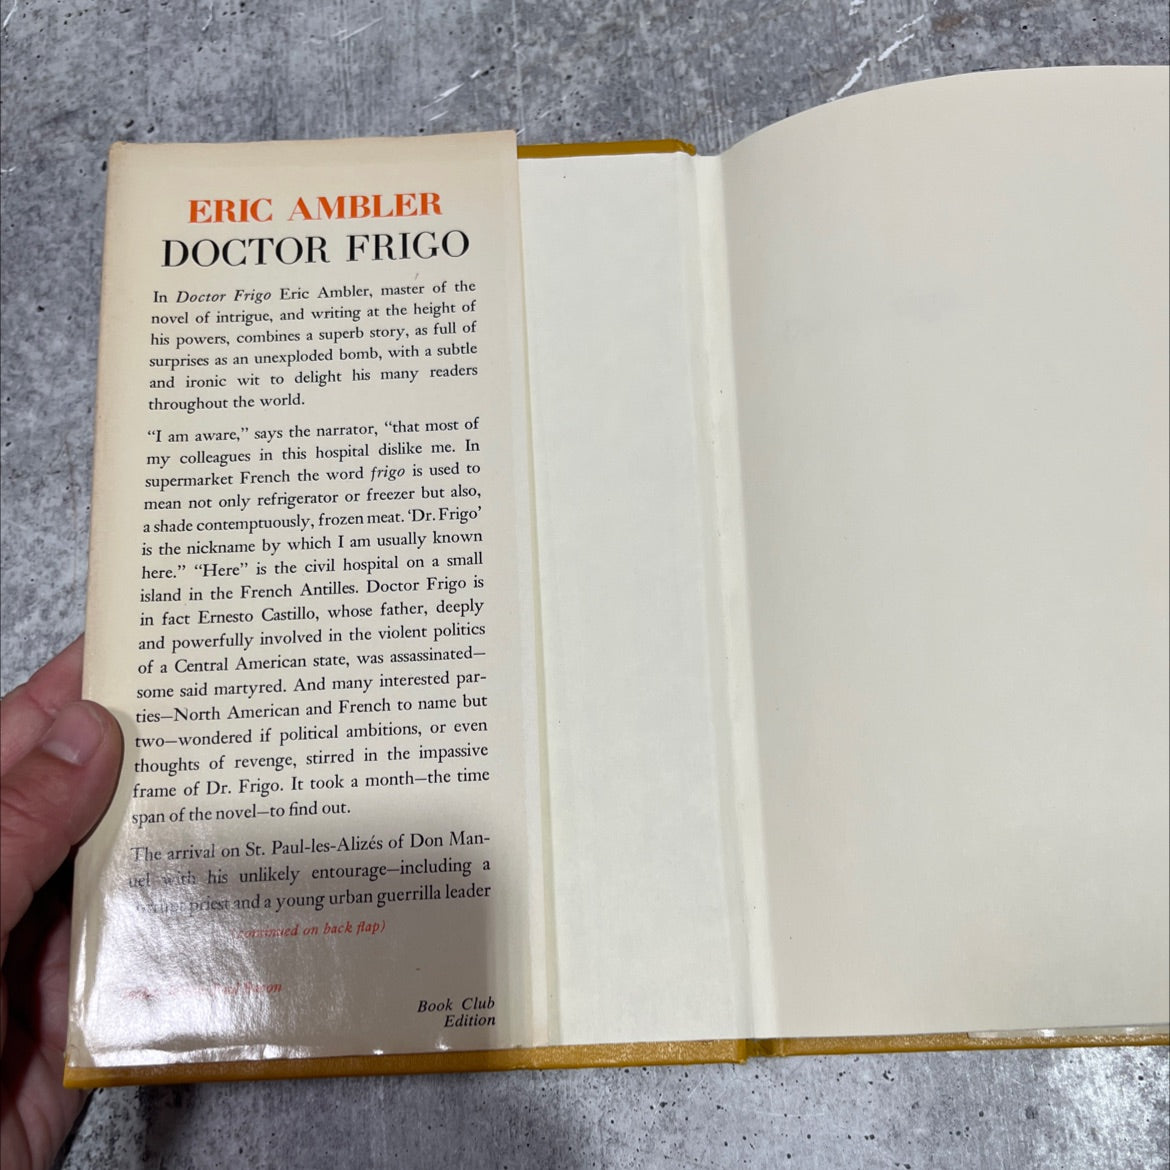 ERIC AMBLER
DOCTOR FRIGO
In Doctor Frigo Eric Ambler, master of the
novel of intrigue, and writing at the height of
his powers, combines a superb story, as full of
surprises as an unexploded bomb, with a subtle
and ironic wit to delight his many readers
throughout the world.
“I am aware,” says the narrator, “that most of
my colleagues in this hospital dislike me. In
supermarket French the word frigo is used to
mean not only refrigerator or freezer but also,
a shade contemptuously, frozen meat. ‘Dr. Frigo’
is the nickname by which I am usually known
here.” “Here” is the civil hospital on a small
island in the French Antilles. Doctor Frigo is
in fact Ernesto Castillo, whose father, deeply
and powerfully involved in the violent politics
of a Central American state, was assassinated—
some said martyred. And many interested par-
ties—North American and French to name but
two—wondered if political ambitions, or even
thoughts of revenge, stirred in the impassive
frame of Dr. Frigo. It took a month—the time
span of the novel—to find out.
The arrival on St. Paul-les-Alizés of Don Man-
uel with his unlikely entourage—including a
priest and a young urban guerrilla leader
(continued on back flap)
Book Club
Edition